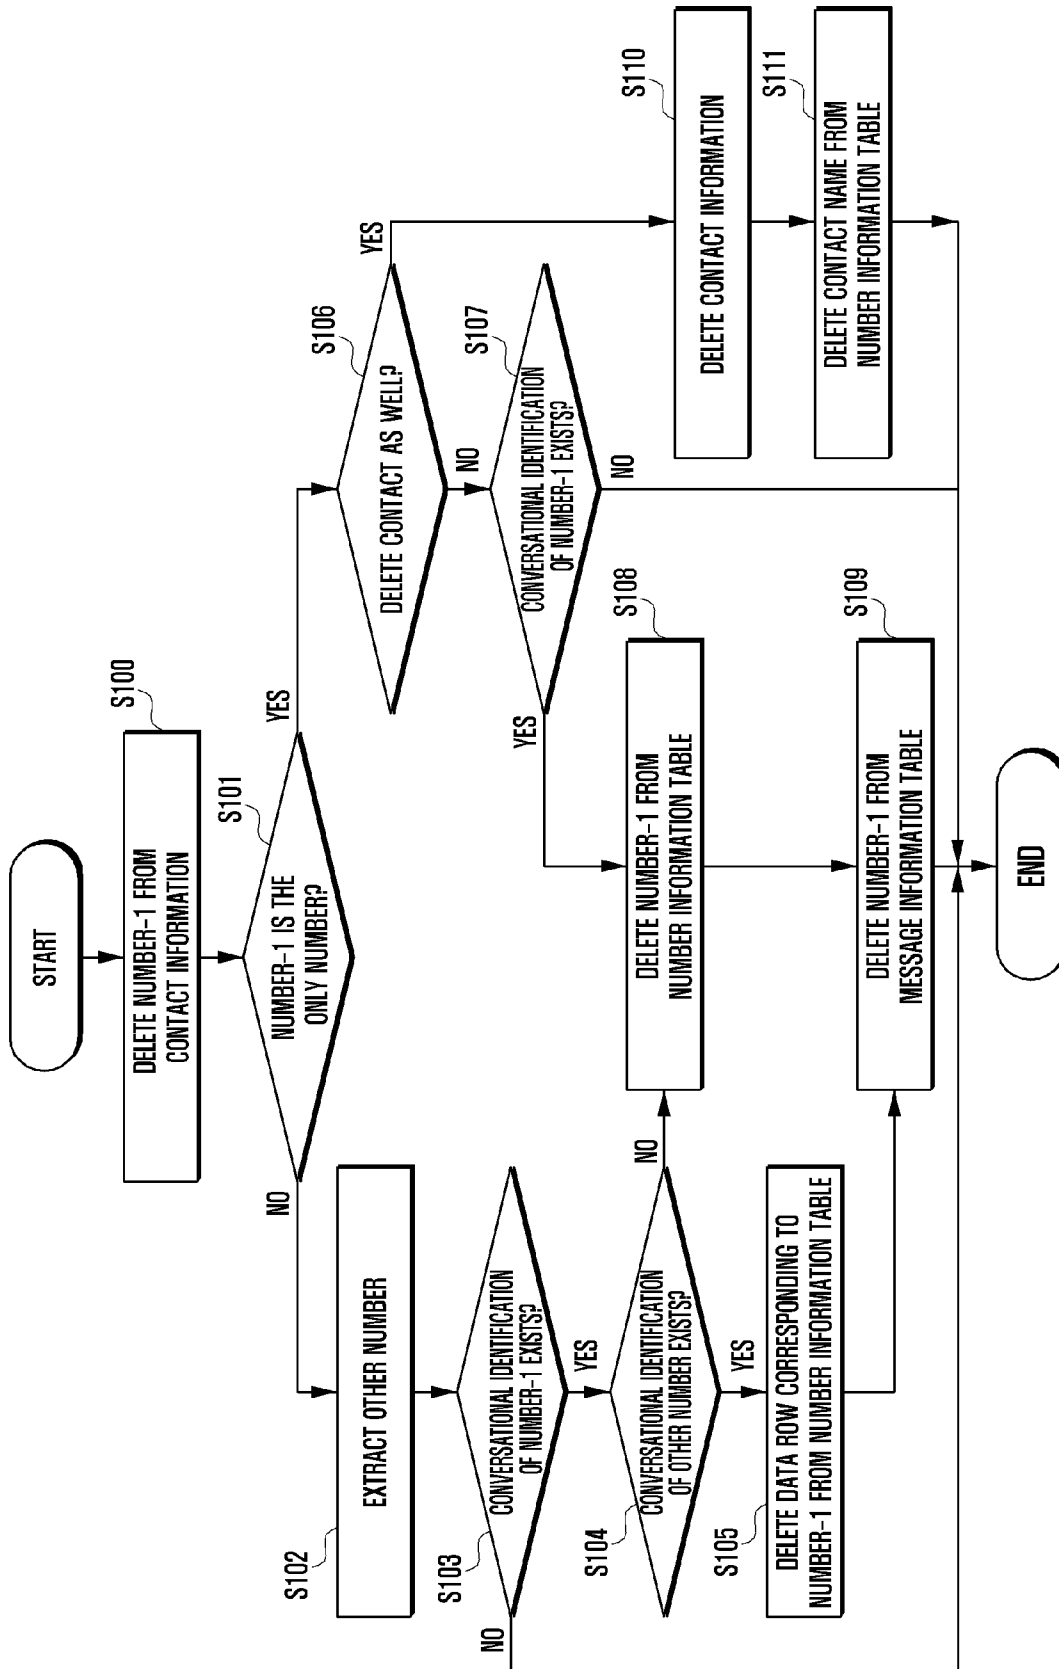 START
S100
DELETE NUMBER-1 FROM
CONTACT INFORMATION
S101
NUMBER-1 IS THE
ONLY NUMBER?
NO
YES
S102
EXTRACT OTHER NUMBER
S106
DELETE CONTACT AS WELL?
YES
NO
S103
CONVERSATIONAL IDENTIFICATION
OF NUMBER-1 EXISTS?
NO
YES
S107
CONVERSATIONAL IDENTIFICATION
OF NUMBER-1 EXISTS?
YES
NO
S104
CONVERSATIONAL IDENTIFICATION
OF OTHER NUMBER EXISTS?
NO
YES
S108
DELETE NUMBER-1 FROM
NUMBER INFORMATION TABLE
S110
DELETE CONTACT INFORMATION
S105
DELETE DATA ROW CORRESPONDING TO
NUMBER-1 FROM NUMBER INFORMATION TABLE
S109
DELETE NUMBER-1 FROM
MESSAGE INFORMATION TABLE
S111
DELETE CONTACT NAME FROM
NUMBER INFORMATION TABLE
END